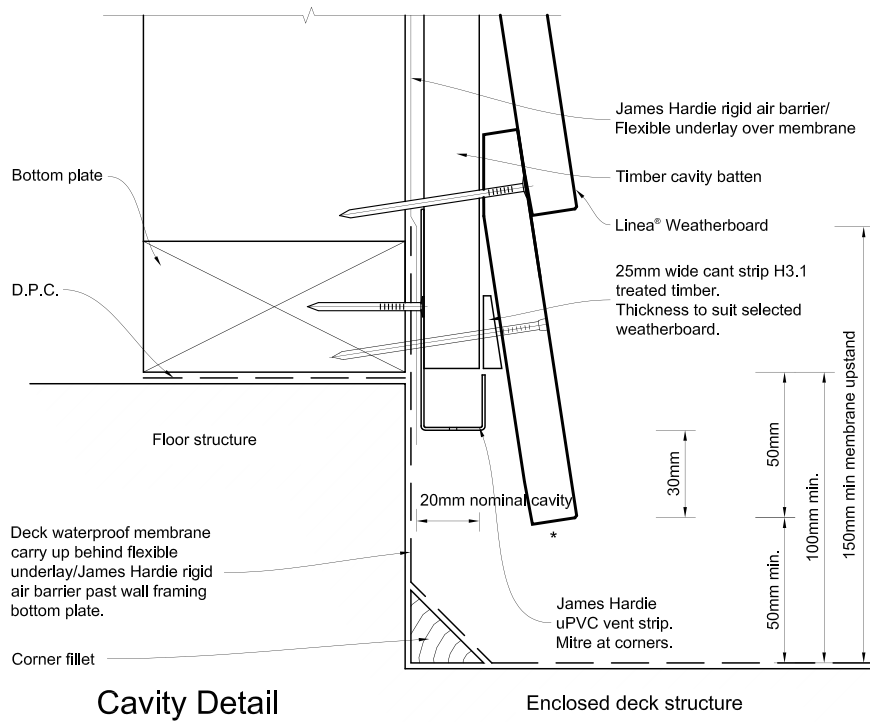 James Hardie rigid air barrier/
Flexible underlay over membrane
Bottom plate
Timber cavity batten
Linea® Weatherboard
D.P.C.
25mm wide cant strip H3.1
treated timber.
Thickness to suit selected
weatherboard.
Floor structure
20mm nominal cavity
30mm
50mm
50mm min.
100mm min.
150mm min membrane upstand
*
Deck waterproof membrane
carry up behind flexible
underlay/James Hardie rigid
air barrier past wall framing
bottom plate.
James Hardie
uPVC vent strip.
Mitre at corners.
Corner fillet
Cavity Detail
Enclosed deck structure